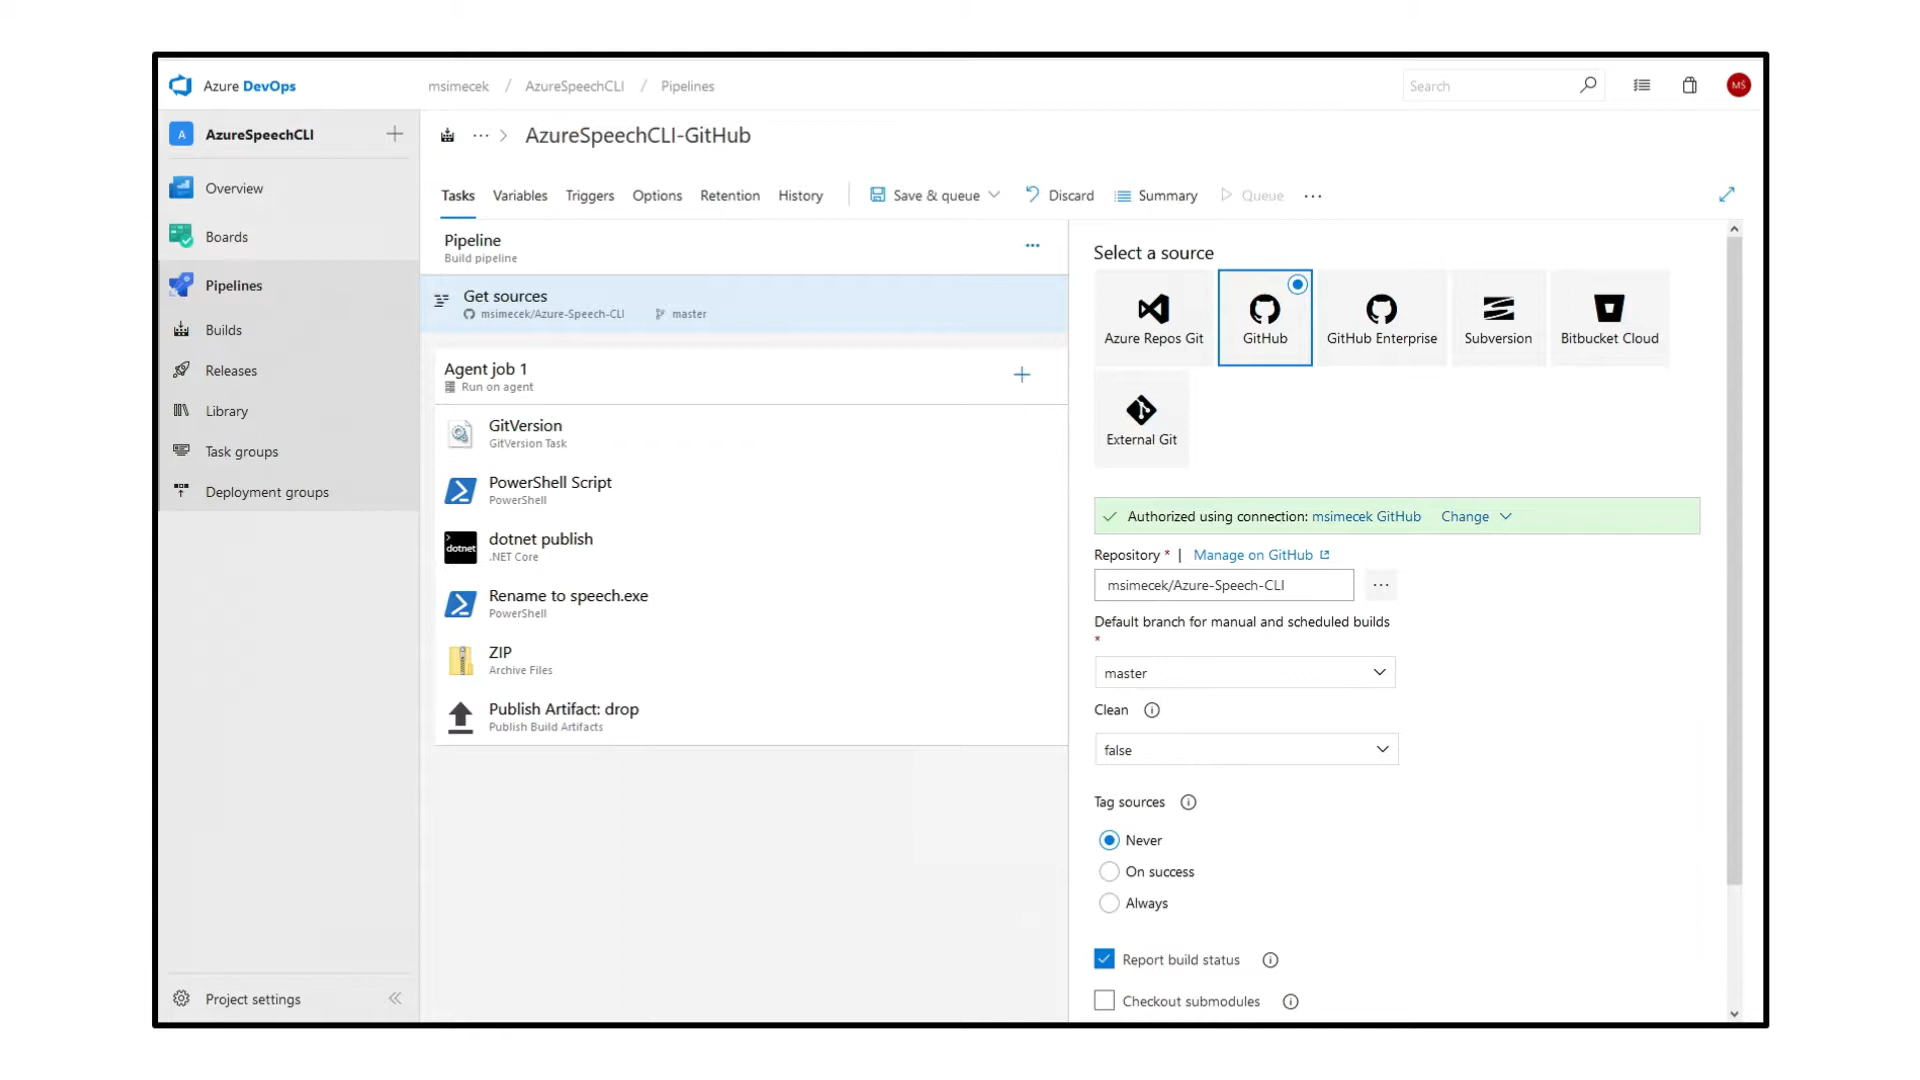 Azure DevOps
msimecek / AzureSpeechCLI / Pipelines
Search
MŠ
A AzureSpeechCLI
Overview
Boards
Pipelines
Builds
Releases
Library
Task groups
Deployment groups
Project settings
AzureSpeechCLI-GitHub
Tasks Variables Triggers Options Retention History Save & queue Discard Summary Queue
Pipeline
Build pipeline
Get sources
msimecek/Azure-Speech-CLI master
Agent job 1
Run on agent
GitVersion
GitVersion Task
PowerShell Script
PowerShell
dotnet
dotnet publish
.NET Core
Rename to speech.exe
PowerShell
ZIP
Archive Files
Publish Artifact: drop
Publish Build Artifacts
Select a source
Azure Repos Git
GitHub
GitHub Enterprise
Subversion
Bitbucket Cloud
External Git
Authorized using connection: msimecek GitHub Change
Repository * | Manage on GitHub
msimecek/Azure-Speech-CLI
Default branch for manual and scheduled builds
*
master
Clean
false
Tag sources
Never
On success
Always
Report build status
Checkout submodules